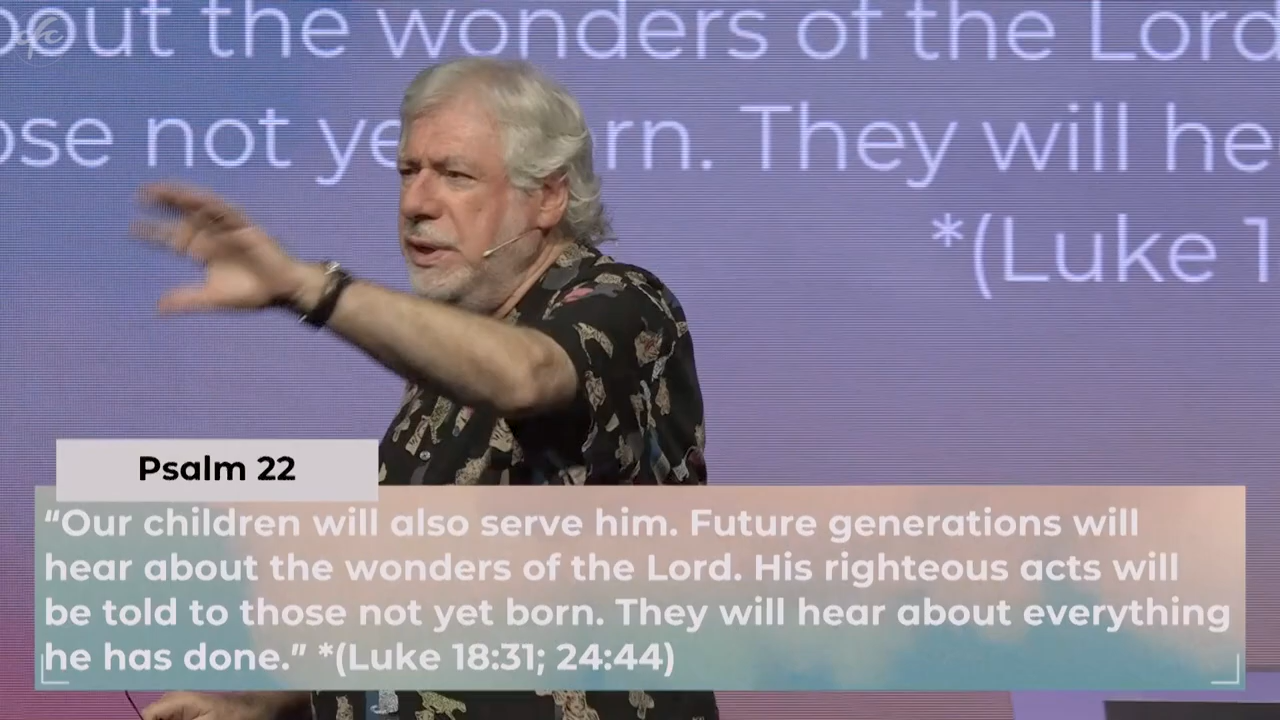 cfc
bout the wonders of the Lord
ose not ye rn. They will he
*(Luke 1
Psalm 22
“Our children will also serve him. Future generations will
hear about the wonders of the Lord. His righteous acts will
be told to those not yet born. They will hear about everything
he has done.” *(Luke 18:31; 24:44)